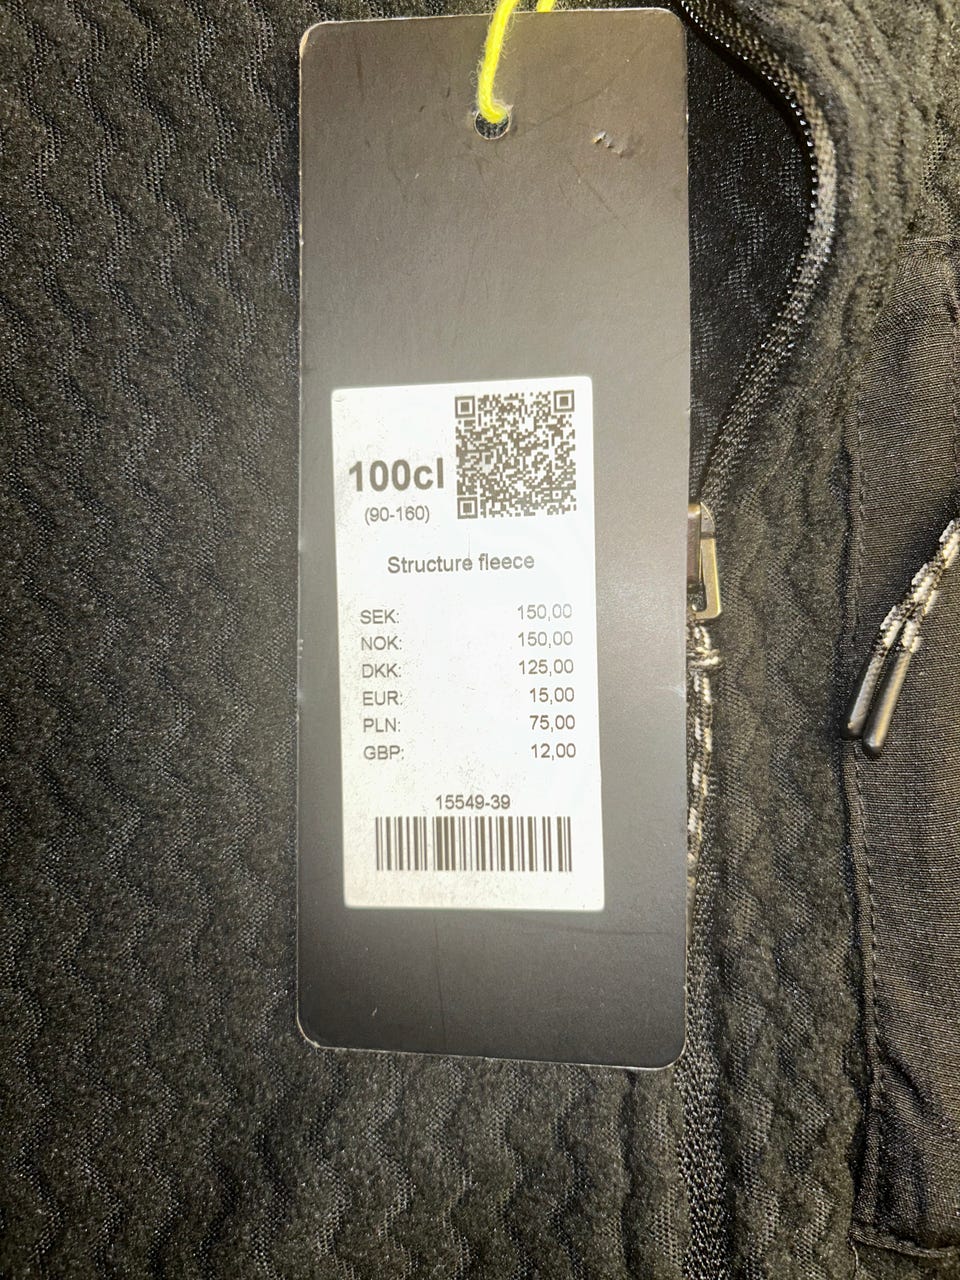 100cl
(90-160)
Structure fleece
SEK: 150,00
NOK: 150,00
DKK: 125,00
EUR: 15,00
PLN: 75,00
GBP: 12,00
15549-39